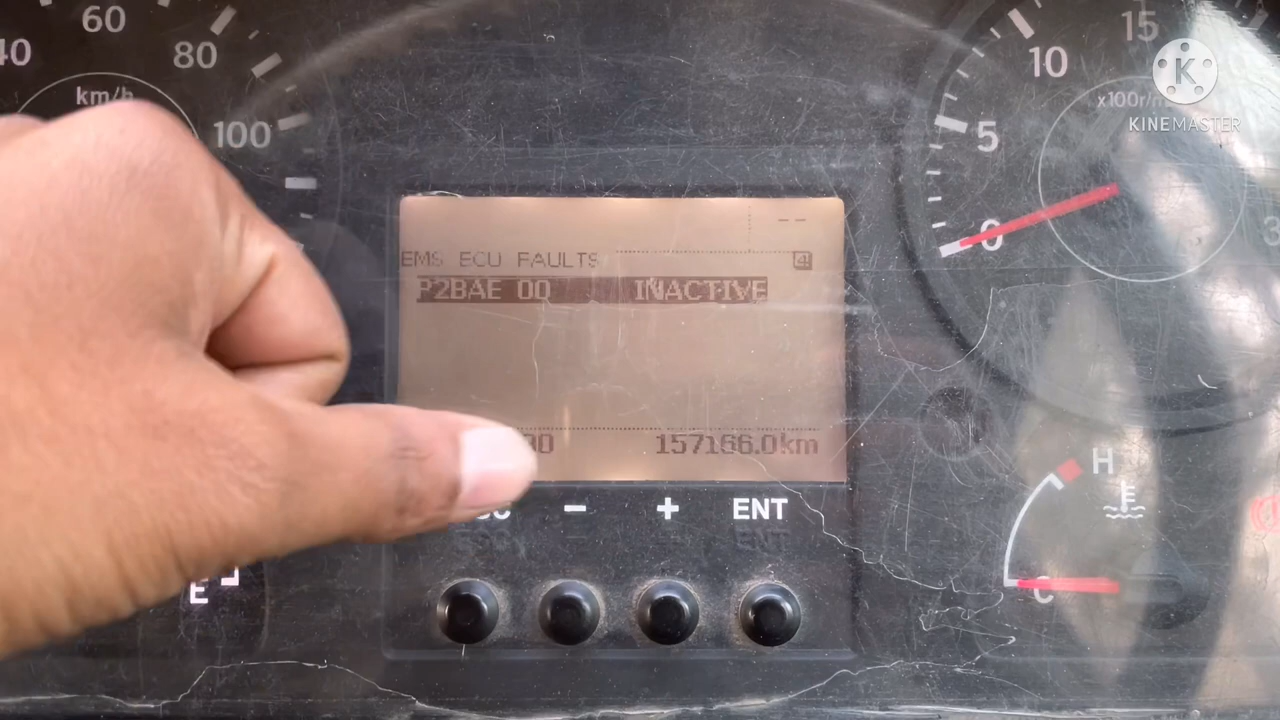 60
40
80
km/h
100
15
10
x100r/m
5
0
K
KINEMASTER
--
EMS ECU FAULTS 4
P2BAE 00 INACTIVE
157166.0km
− + ENT
H
C
E